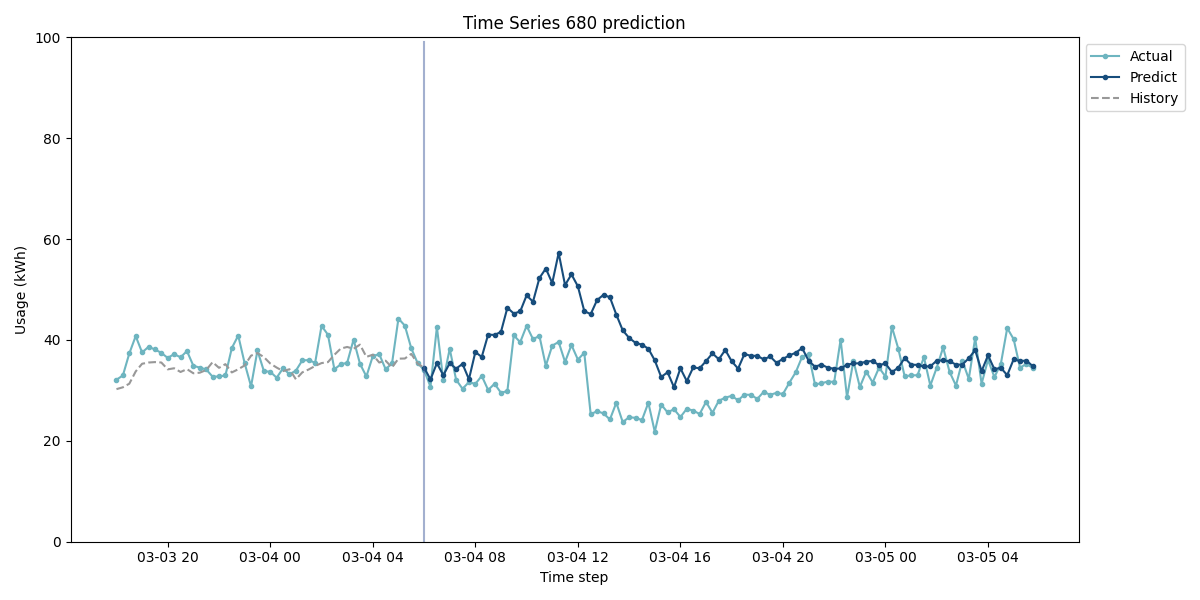 Time Series 680 prediction
100
80
60
40
20
0
Usage (kWh)
03-03 20 03-04 00 03-04 04 03-04 08 03-04 12 03-04 16 03-04 20 03-05 00 03-05 04
Time step
Actual
Predict
History